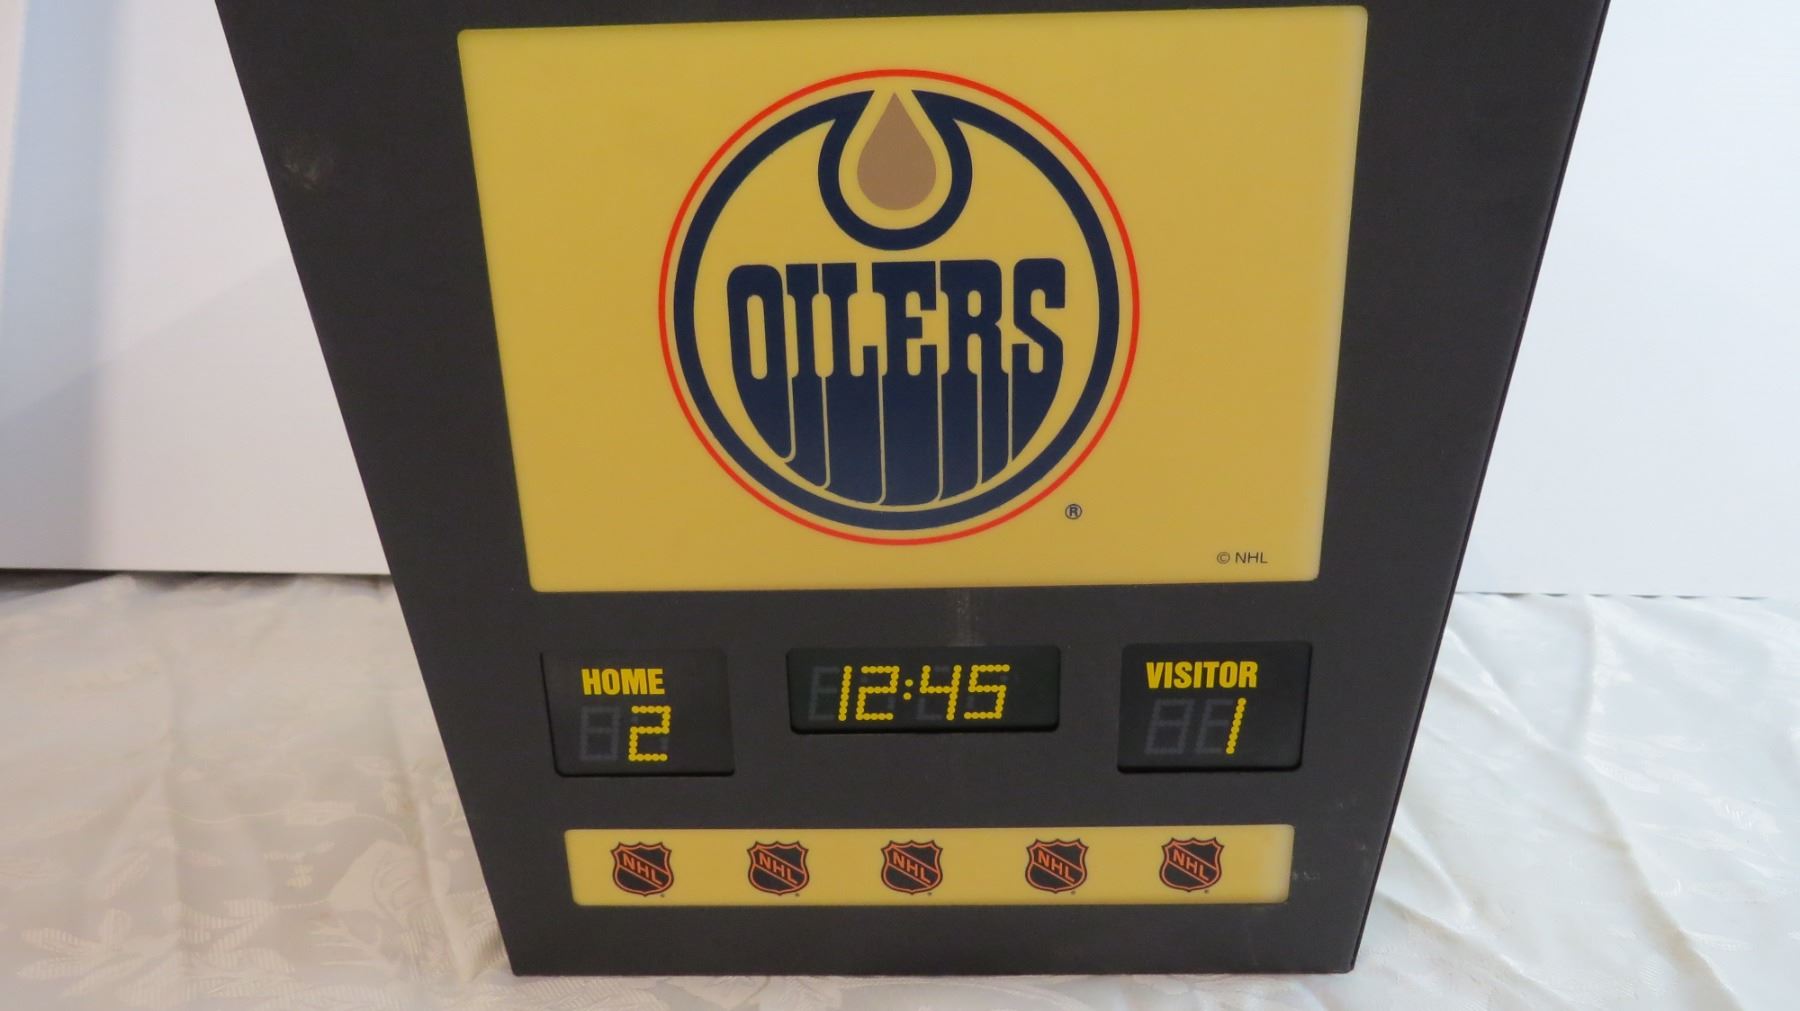 OILERS
®
© NHL
HOME
2
12:45
VISITOR
1
NHL NHL NHL NHL NHL